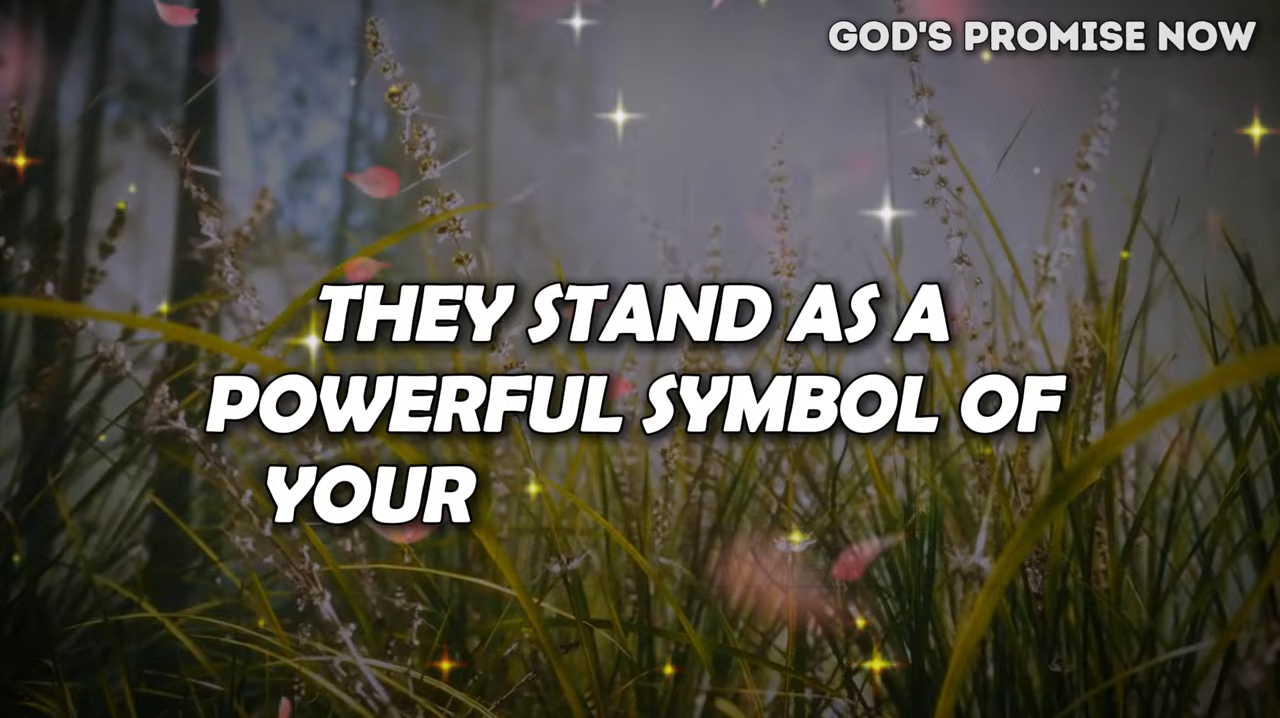 GOD'S PROMISE NOW
THEY STAND AS A
POWERFUL SYMBOL OF
YOUR